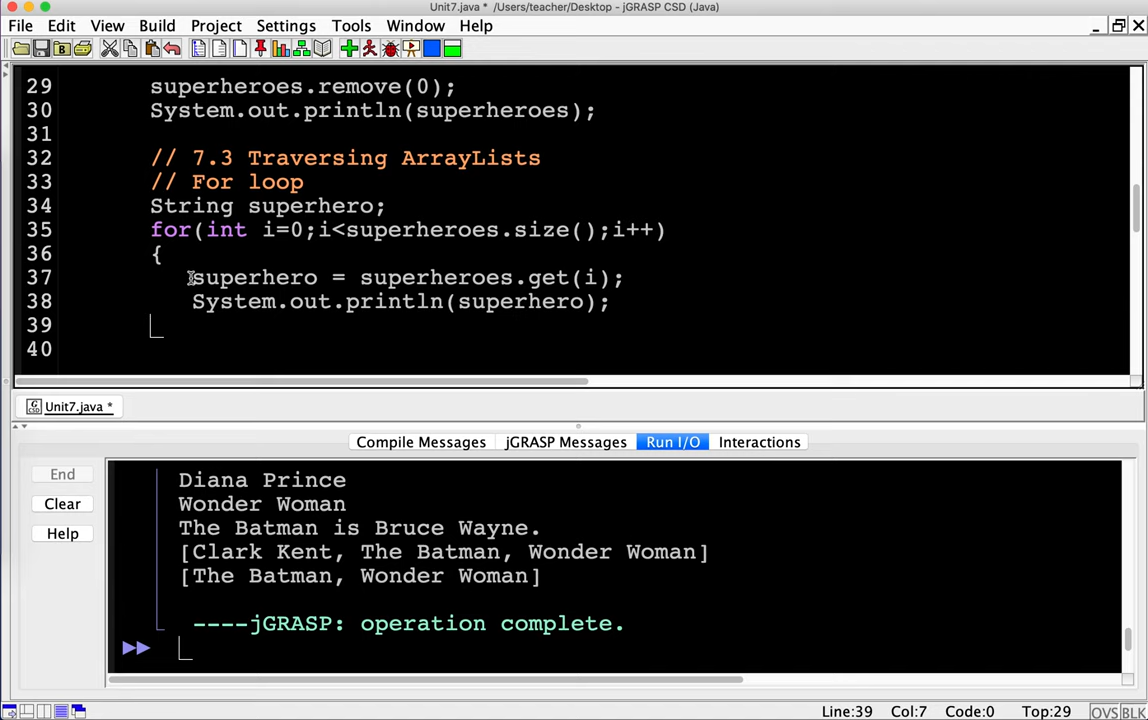 Unit7.java * /Users/teacher/Desktop - jGRASP CSD (Java)
File Edit View Build Project Settings Tools Window Help
29 superheroes.remove(0);
30 System.out.println(superheroes);
31
32 // 7.3 Traversing ArrayLists
33 // For loop
34 String superhero;
35 for(int i=0;i<superheroes.size();i++)
36 {
37 superhero = superheroes.get(i);
38 System.out.println(superhero);
39
40
Unit7.java *
Compile Messages jGRASP Messages Run I/O Interactions
End
Clear
Help
Diana Prince
Wonder Woman
The Batman is Bruce Wayne.
[Clark Kent, The Batman, Wonder Woman]
[The Batman, Wonder Woman]
----jGRASP: operation complete.
Line:39 Col:7 Code:0 Top:29 OVS BLK